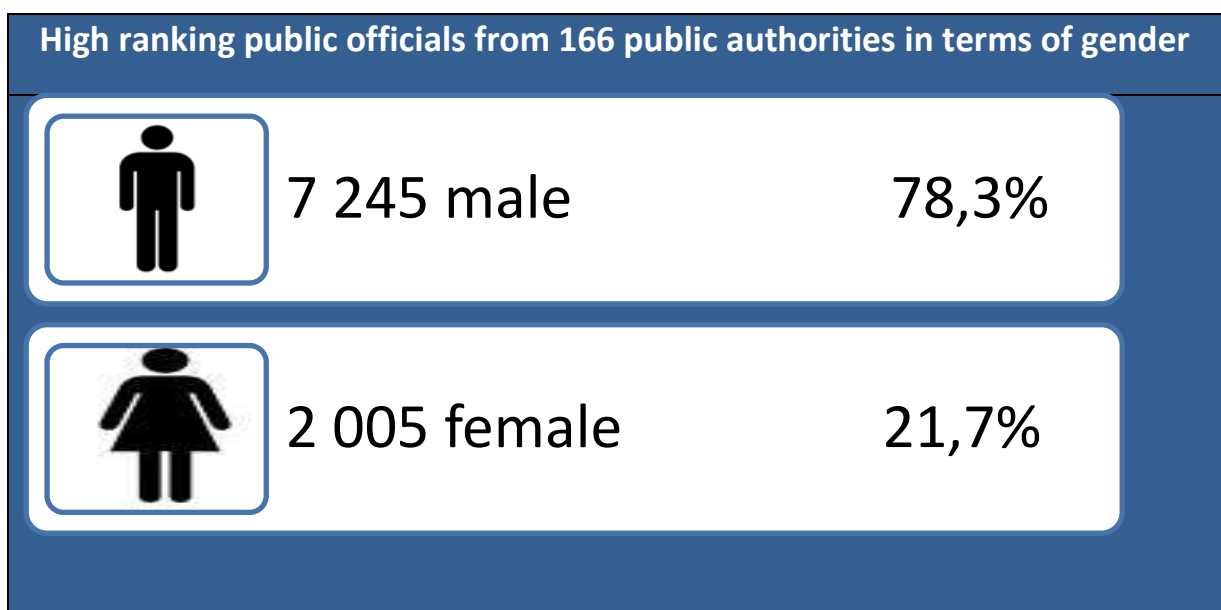 High ranking public officials from 166 public authorities in terms of gender
7 245 male 78,3%
2 005 female 21,7%